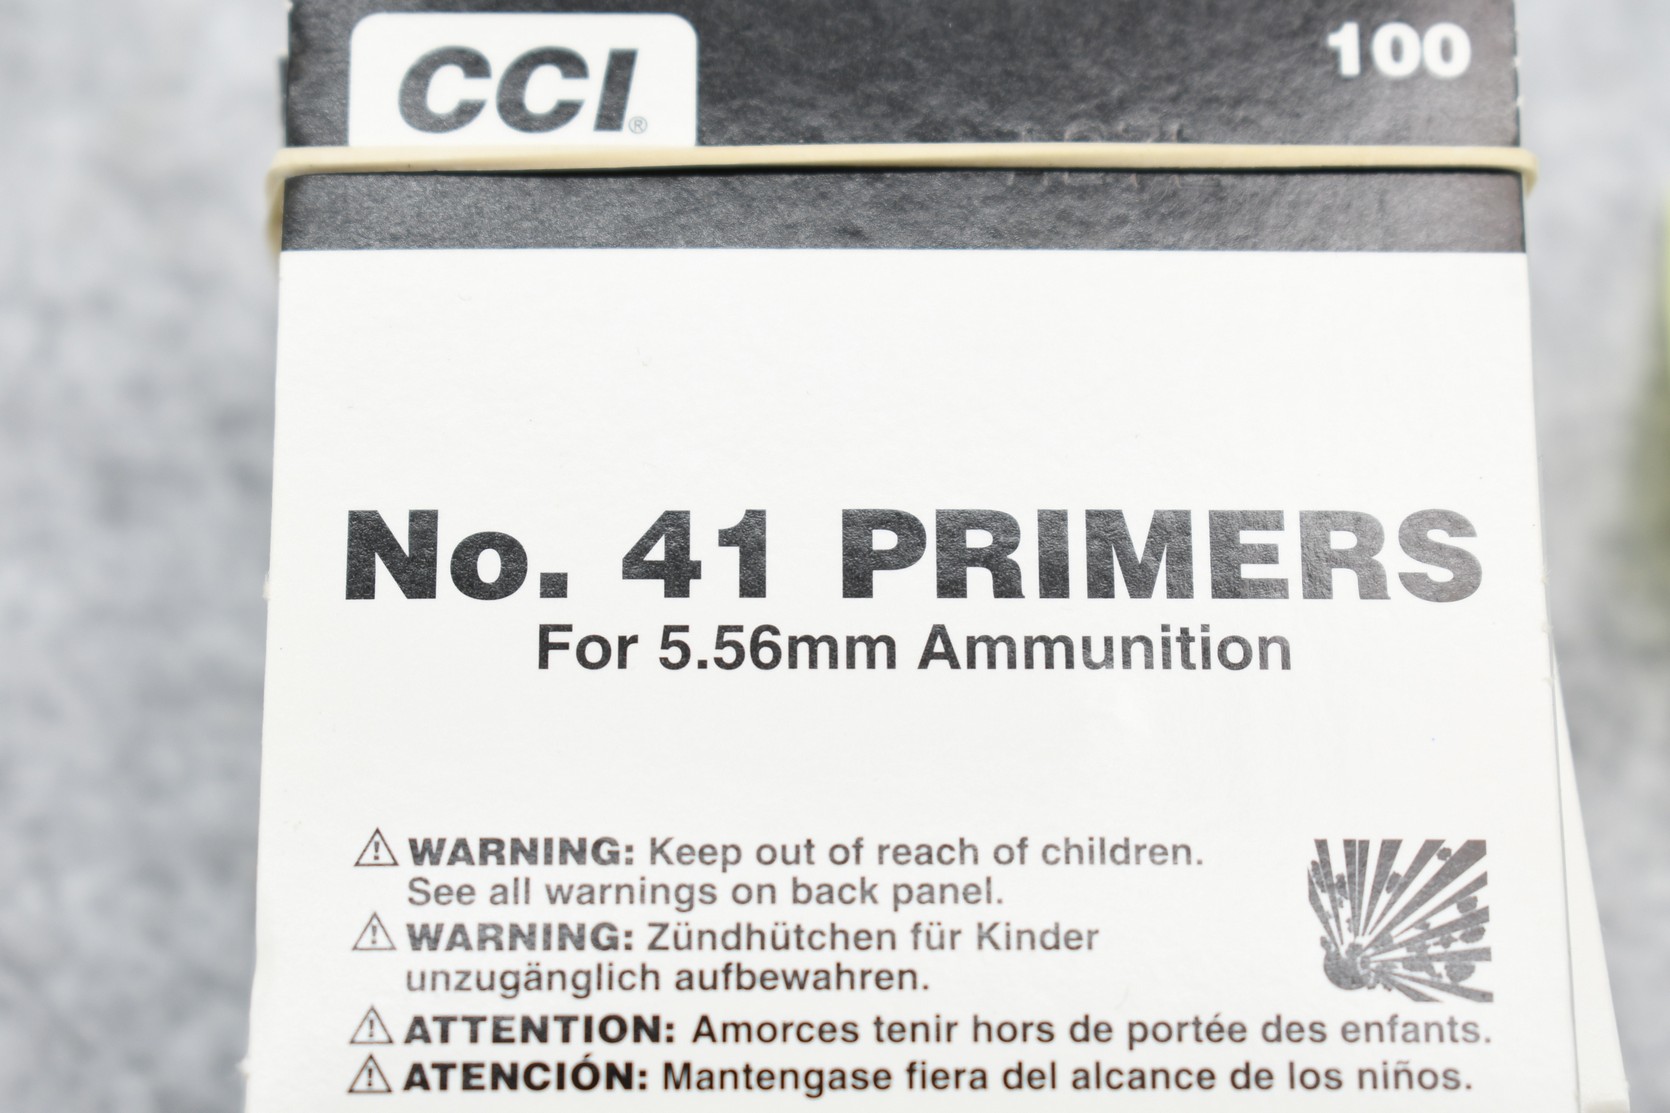 CCI®
100
No. 41 PRIMERS
For 5.56mm Ammunition
⚠ WARNING: Keep out of reach of children.
See all warnings on back panel.
⚠ WARNING: Zündhütchen für Kinder
unzugänglich aufbewahren.
⚠ ATTENTION: Amorces tenir hors de portée des enfants.
⚠ ATENCIÓN: Mantengase fiera del alcance de los niños.